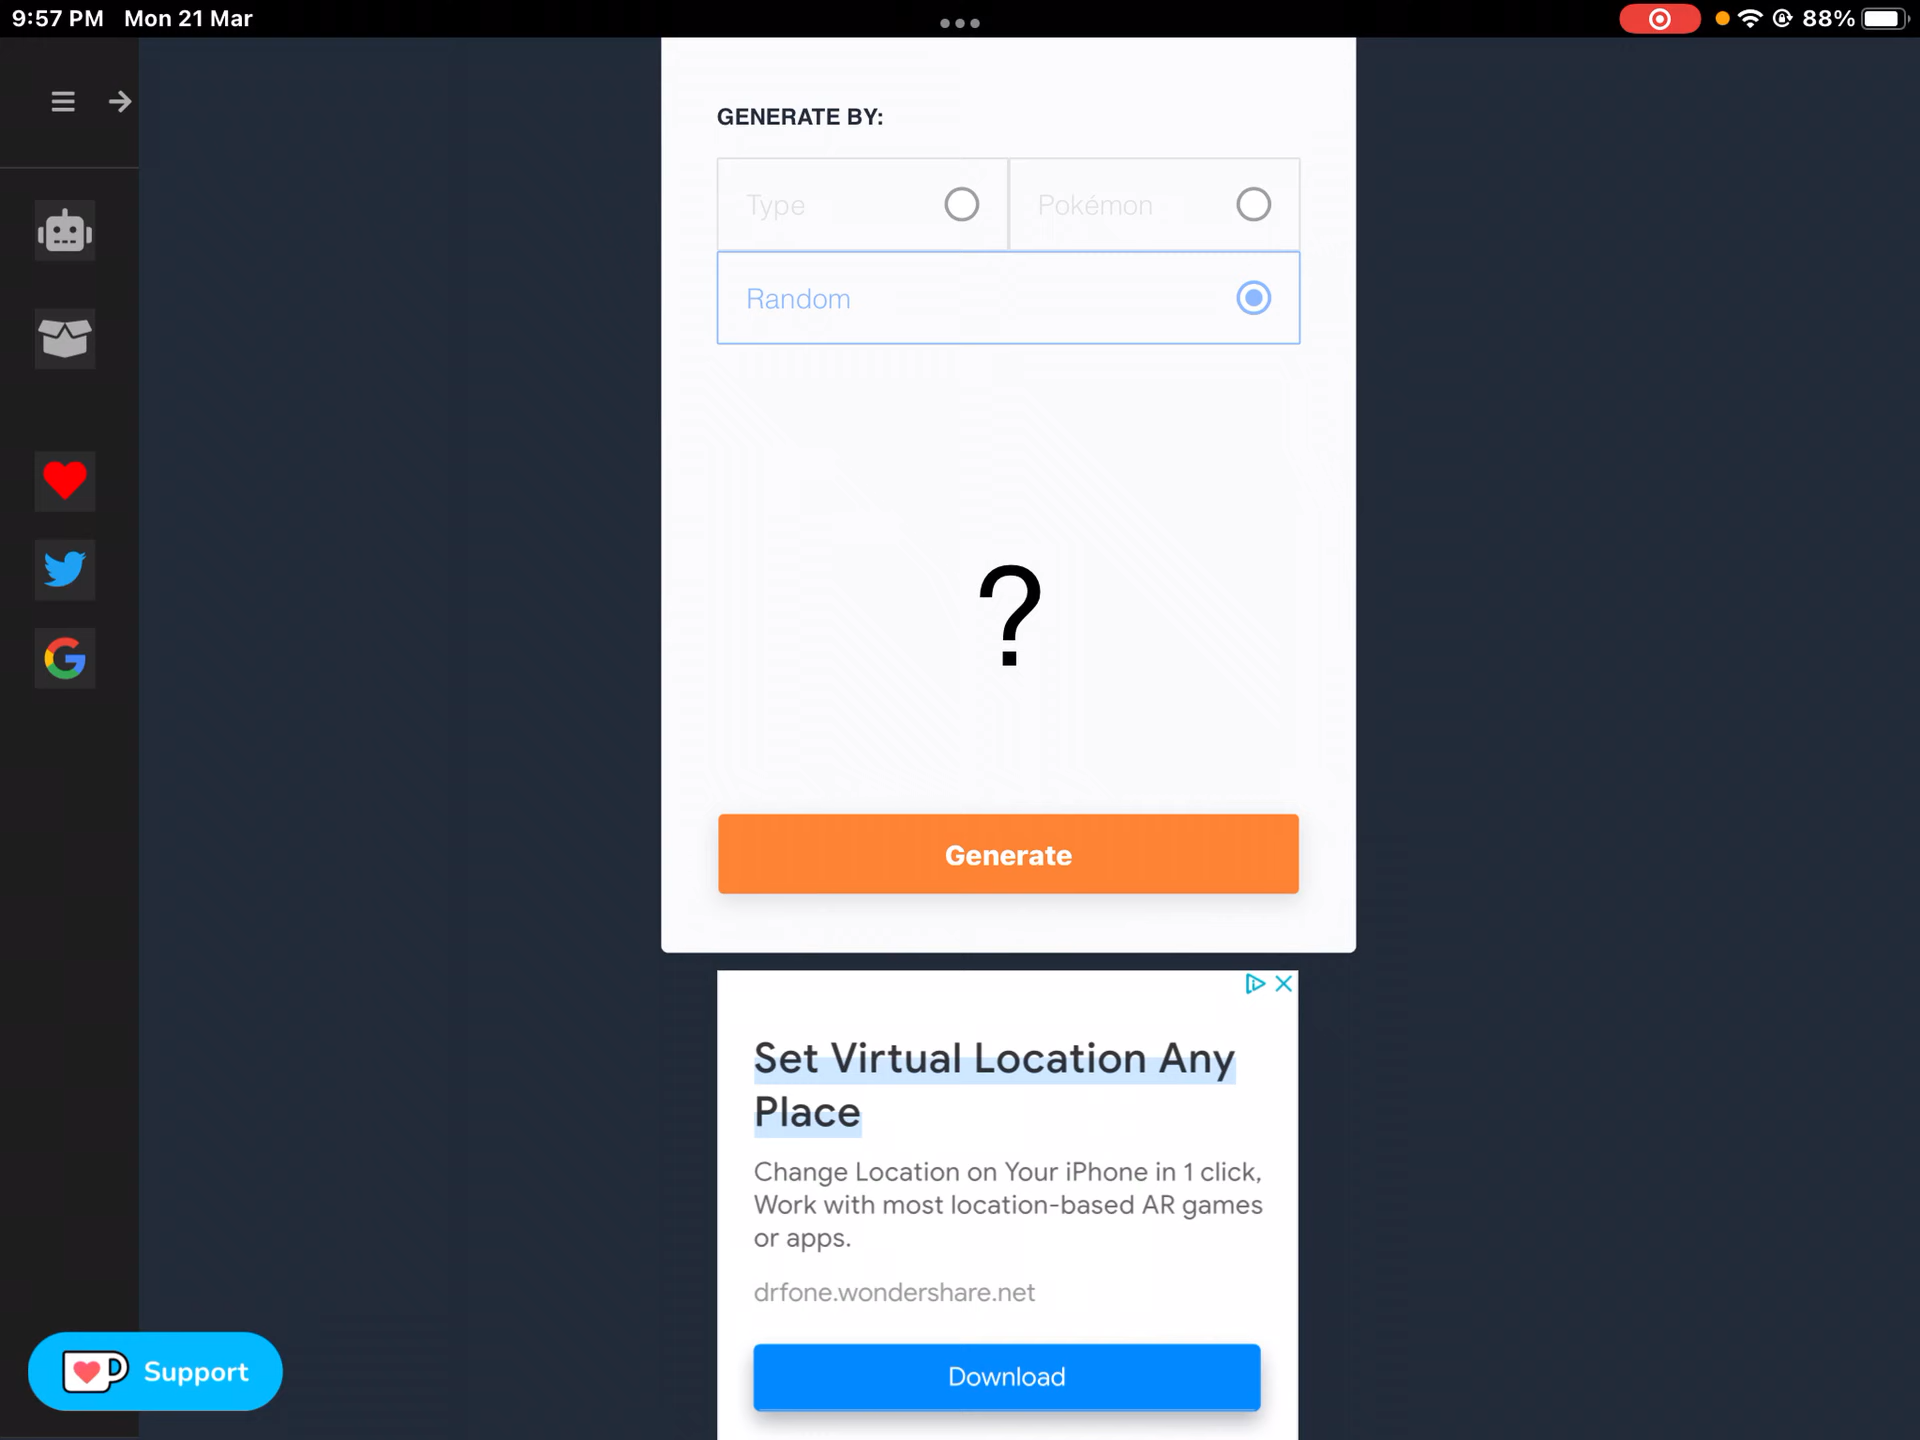 9:57 PM Mon 21 Mar
88%
GENERATE BY:
Type
Pokémon
Random
?
Generate
Set Virtual Location Any
Place
Change Location on Your iPhone in 1 click,
Work with most location-based AR games
or apps.
drfone.wondershare.net
Download
Support